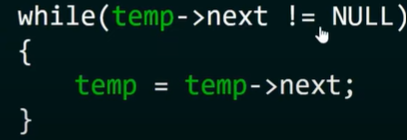 while(temp->next != NULL)
{
    temp = temp->next;
}